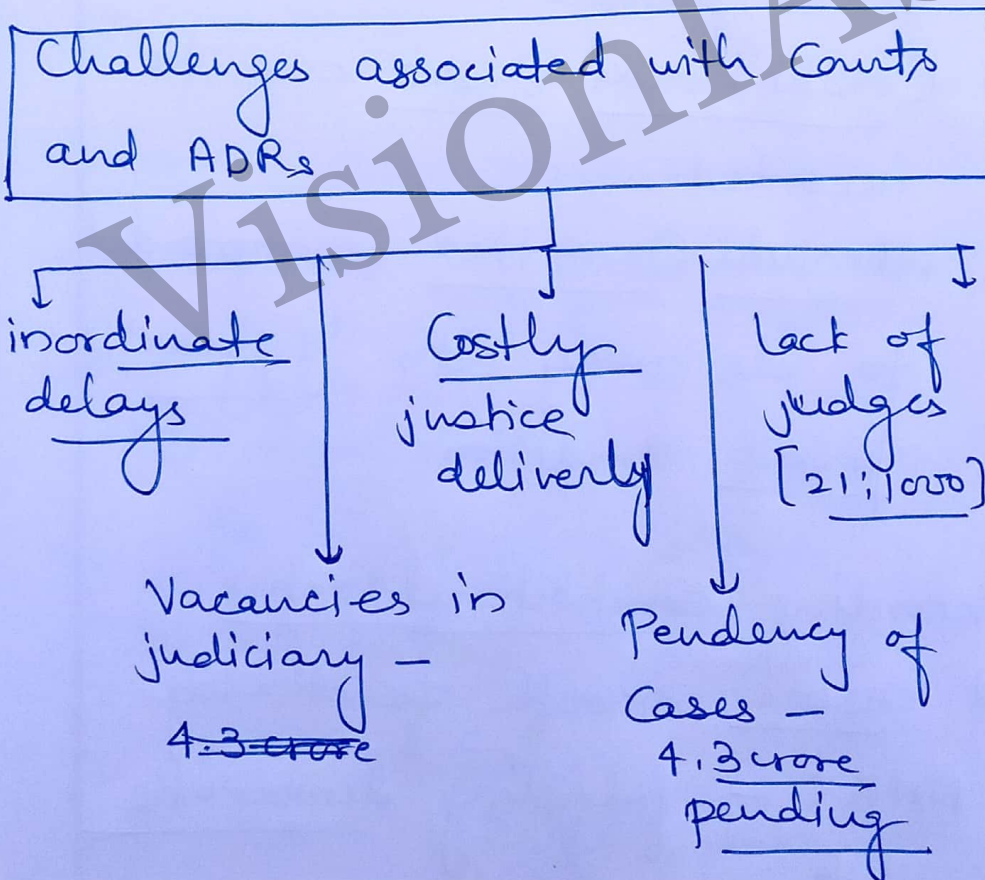 Challenges associated with Courts
and ADRs
inordinate
delays
Costly
justice
deliverly
lack of
judges
[21:1000]
Vacancies in
judiciary –
4.3 crore
Pendency of
Cases –
4.3 crore
pending
VisionIAS